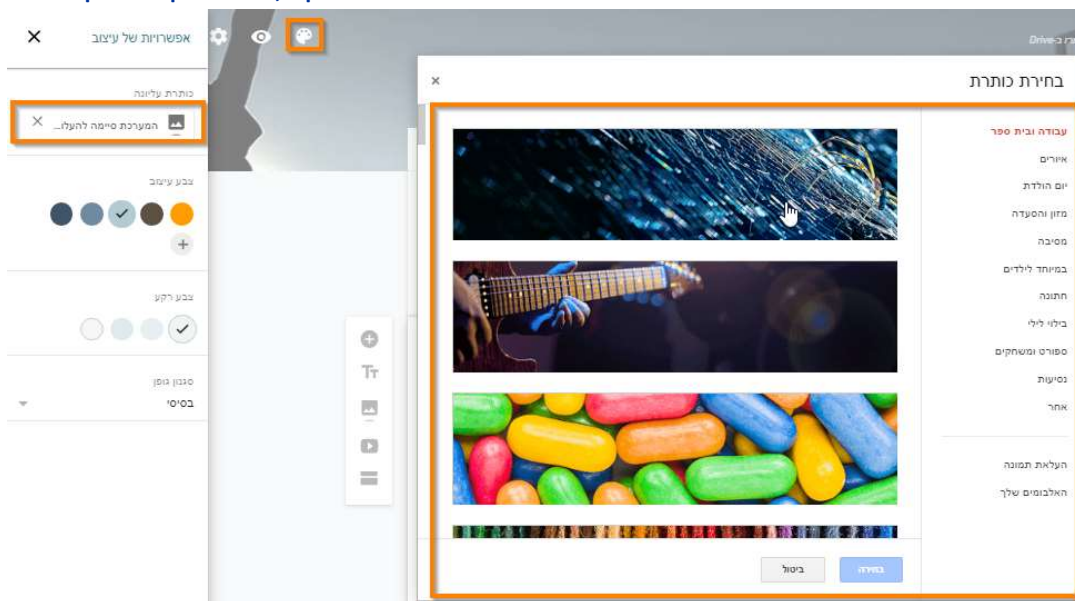 אפשרויות של עיצוב
כותרת עליונה
המערכת סיימה להעלו...
צבע עיצוב
צבע רקע
סגנון גופן
בסיסי
Tт
ב-Drive
בחירת כותרת
עבודה ובית ספר
איורים
יום הולדת
מזון והסעדה
מסיבה
במיוחד לילדים
חתונה
בילוי לילי
ספורט ומשחקים
נסיעות
אחר
העלאת תמונה
האלבומים שלך
בחירה
ביטול